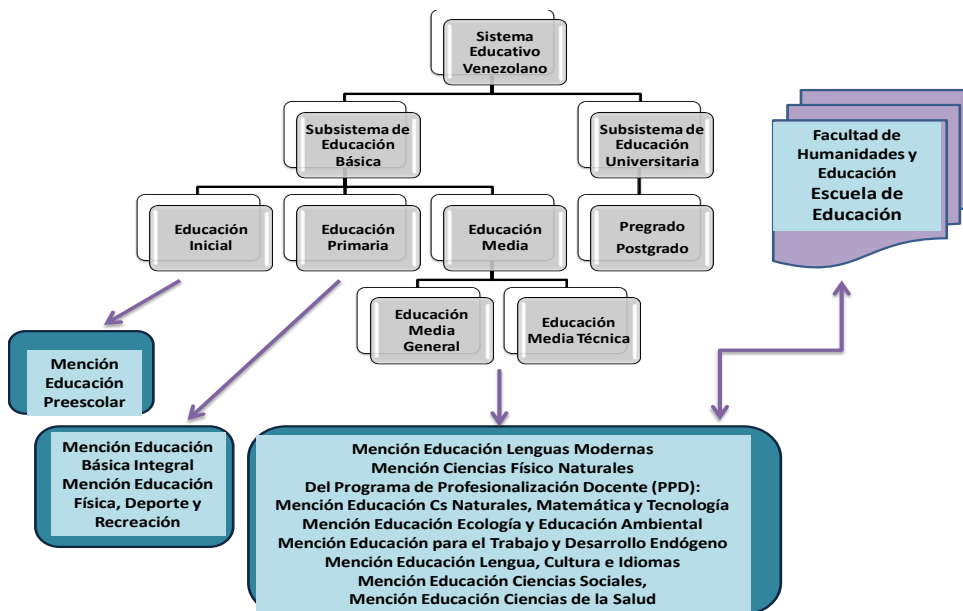 Sistema
Educativo
Venezolano
Subsistema de
Educación
Básica
Subsistema de
Educación
Universitaria
Facultad de
Humanidades y
Educación
Escuela de
Educación
Educación
Inicial
Educación
Primaria
Educación
Media
Pregrado
Postgrado
Educación
Media
General
Educación
Media Técnica
Mención
Educación
Preescolar
Mención Educación
Básica Integral
Mención Educación
Física, Deporte y
Recreación
Mención Educación Lenguas Modernas
Mención Ciencias Físico Naturales
Del Programa de Profesionalización Docente (PPD):
Mención Educación Cs Naturales, Matemática y Tecnología
Mención Educación Ecología y Educación Ambiental
Mención Educación para el Trabajo y Desarrollo Endógeno
Mención Educación Lengua, Cultura e Idiomas
Mención Educación Ciencias Sociales,
Mención Educación Ciencias de la Salud